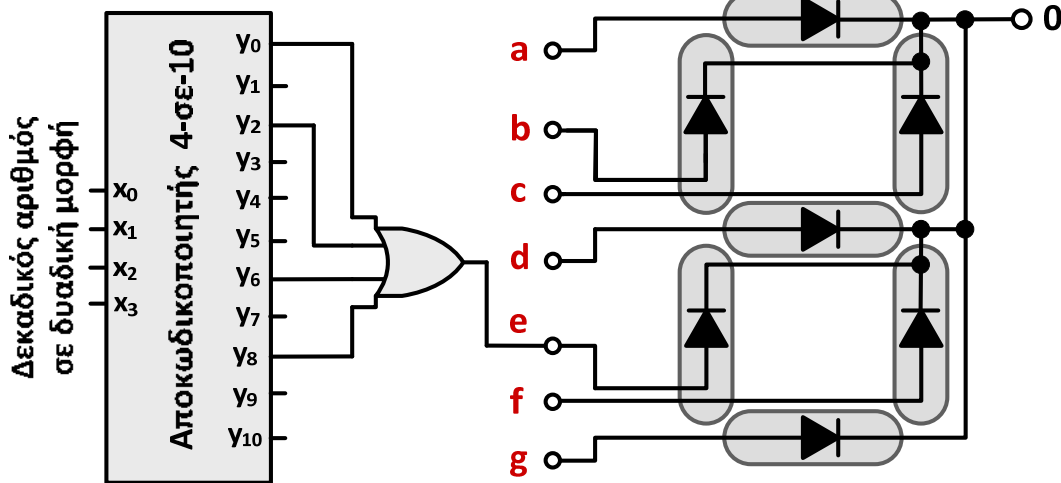 Δεκαδικός αριθμός
σε δυαδική μορφή
x0
x1
x2
x3
Αποκωδικοποιητής 4-σε-10
y0
y1
y2
y3
y4
y5
y6
y7
y8
y9
y10
a
b
c
d
e
f
g
0